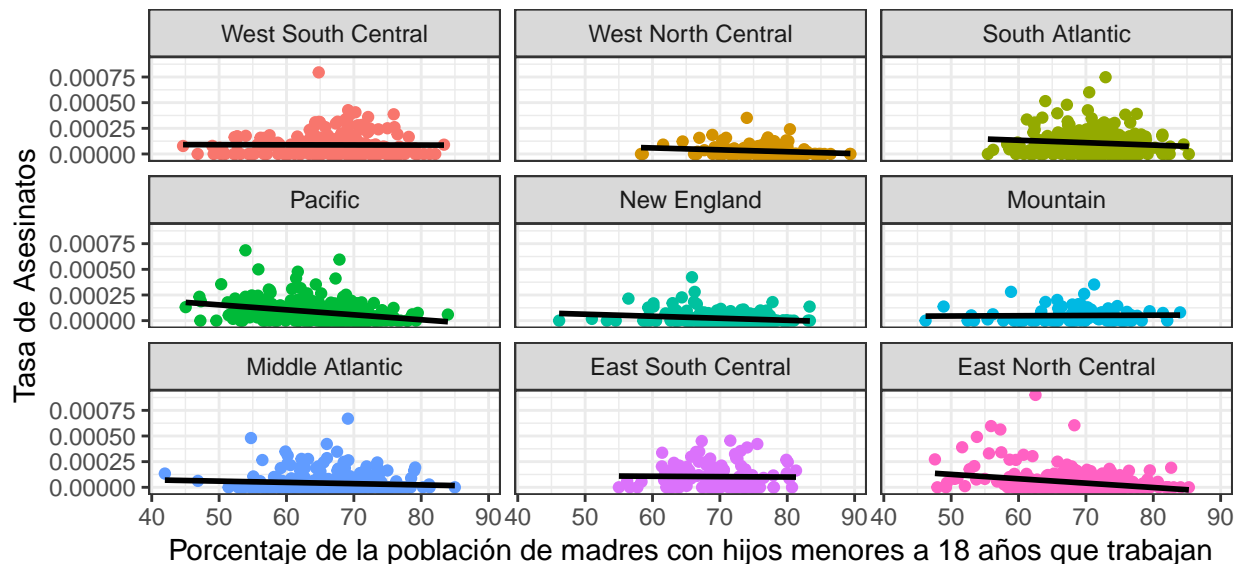 West South Central West North Central South Atlantic
0.00075
0.00050
0.00025
0.00000
Pacific New England Mountain
0.00075
0.00050
0.00025
0.00000
Middle Atlantic East South Central East North Central
0.00075
0.00050
0.00025
0.00000
40 50 60 70 80 90 40 50 60 70 80 90 40 50 60 70 80 90
Porcentaje de la población de madres con hijos menores a 18 años que trabajan
Tasa de Asesinatos